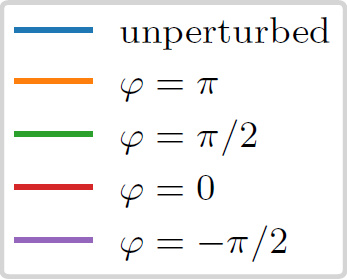 unperturbed
φ = π
φ = π/2
φ = 0
φ = −π/2